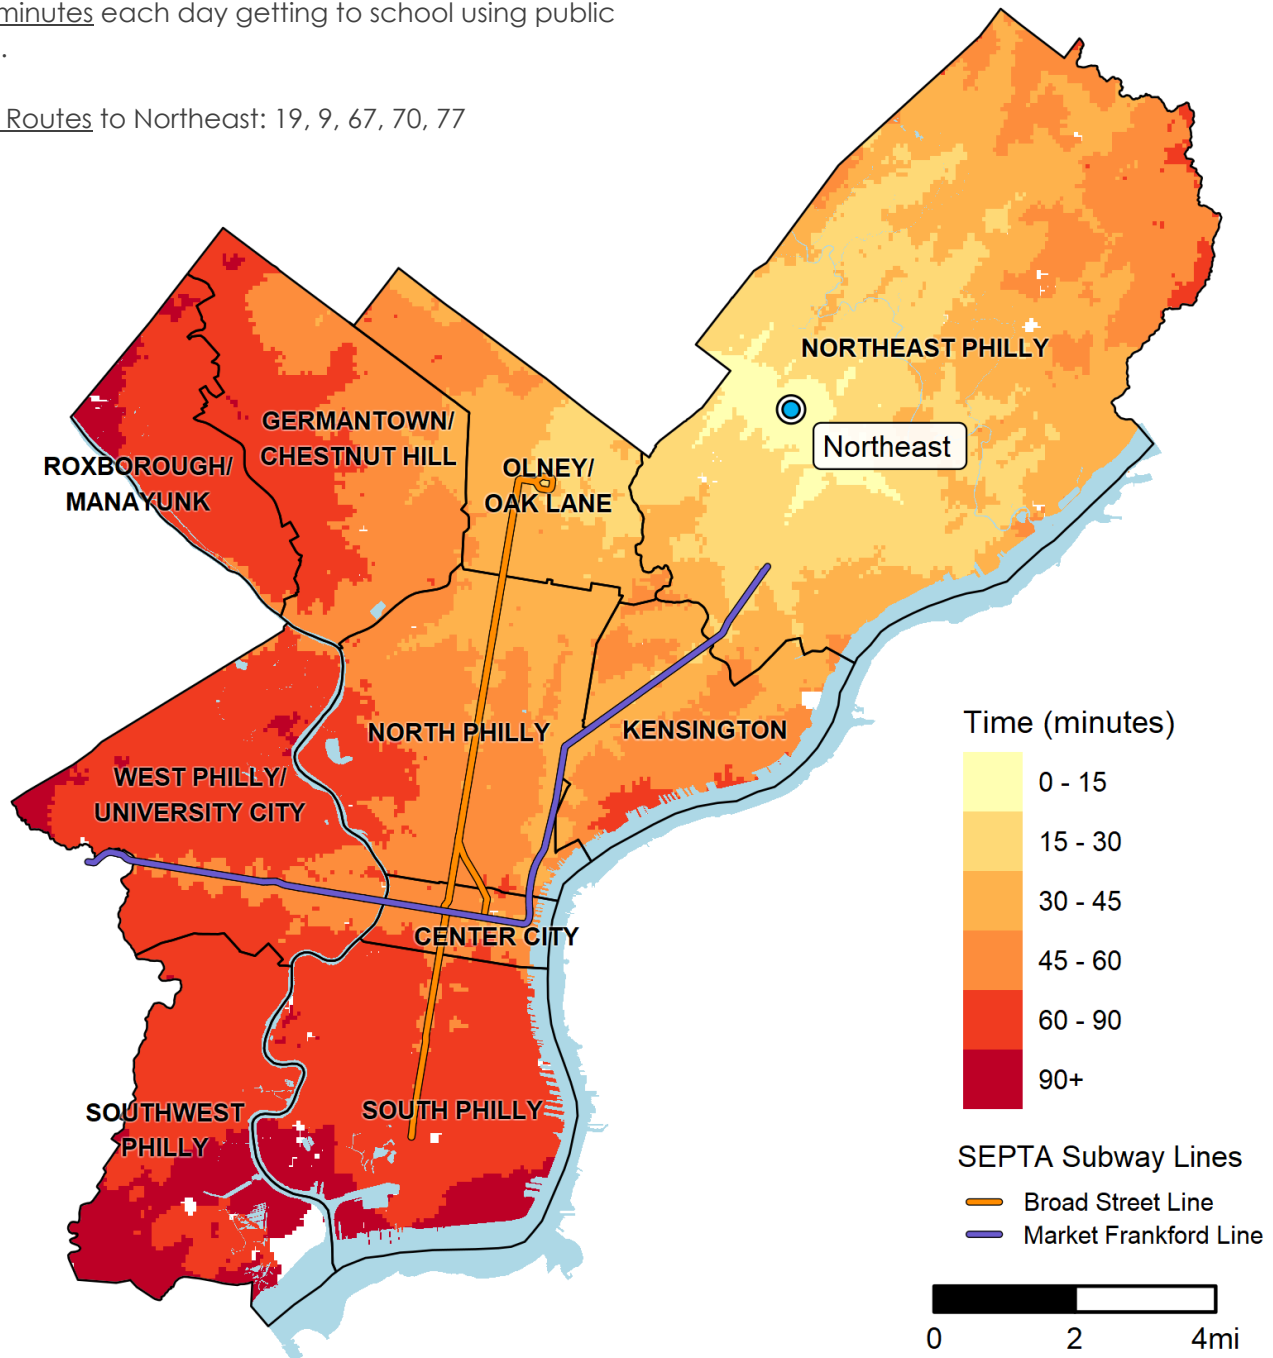 minutes each day getting to school using public
.
Routes to Northeast: 19, 9, 67, 70, 77
NORTHEAST PHILLY
Northeast
GERMANTOWN/
CHESTNUT HILL
ROXBOROUGH/
MANAYUNK
OLNEY/
OAK LANE
NORTH PHILLY
KENSINGTON
WEST PHILLY/
UNIVERSITY CITY
CENTER CITY
SOUTHWEST
PHILLY
SOUTH PHILLY
Time (minutes)
0 - 15
15 - 30
30 - 45
45 - 60
60 - 90
90+
SEPTA Subway Lines
Broad Street Line
Market Frankford Line
0 2 4mi